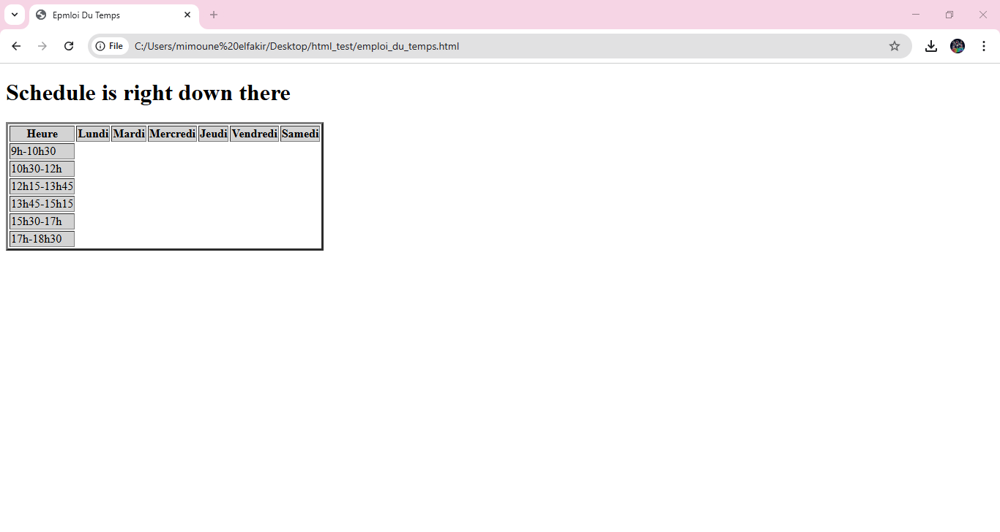 Epmloi Du Temps
File C:/Users/mimoune%20elfakir/Desktop/html_test/emploi_du_temps.html
Schedule is right down there
Heure Lundi Mardi Mercredi Jeudi Vendredi Samedi
9h-10h30
10h30-12h
12h15-13h45
13h45-15h15
15h30-17h
17h-18h30